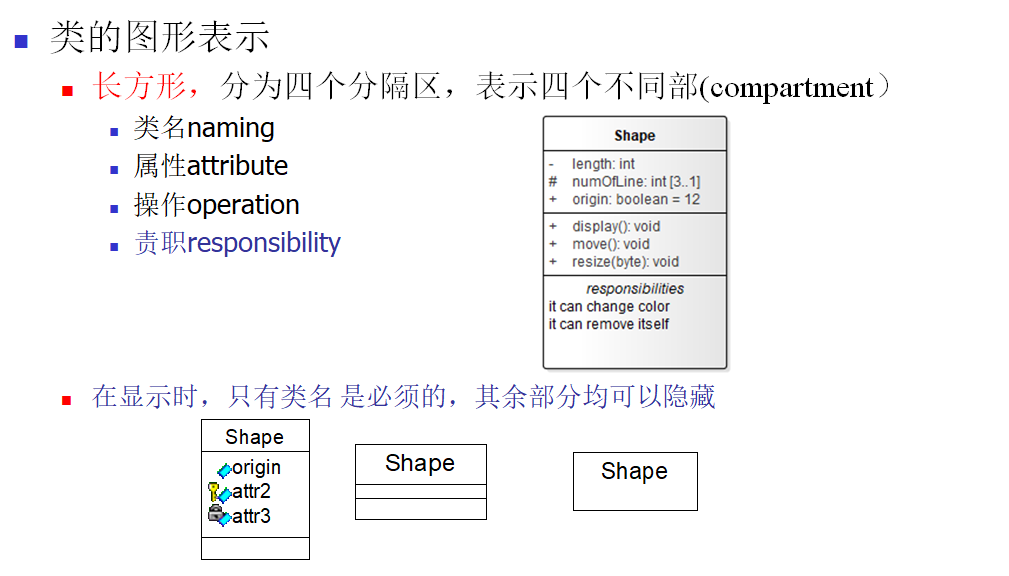 类的图形表示
长方形，分为四个分隔区，表示四个不同部(compartment）
类名naming
属性attribute
操作operation
责职responsibility
Shape
- length: int
# numOfLine: int [3..1]
+ origin: boolean = 12
+ display(): void
+ move(): void
+ resize(byte): void
responsibilities
it can change color
it can remove itself
在显示时，只有类名 是必须的，其余部分均可以隐藏
Shape
origin
attr2
attr3
Shape
Shape